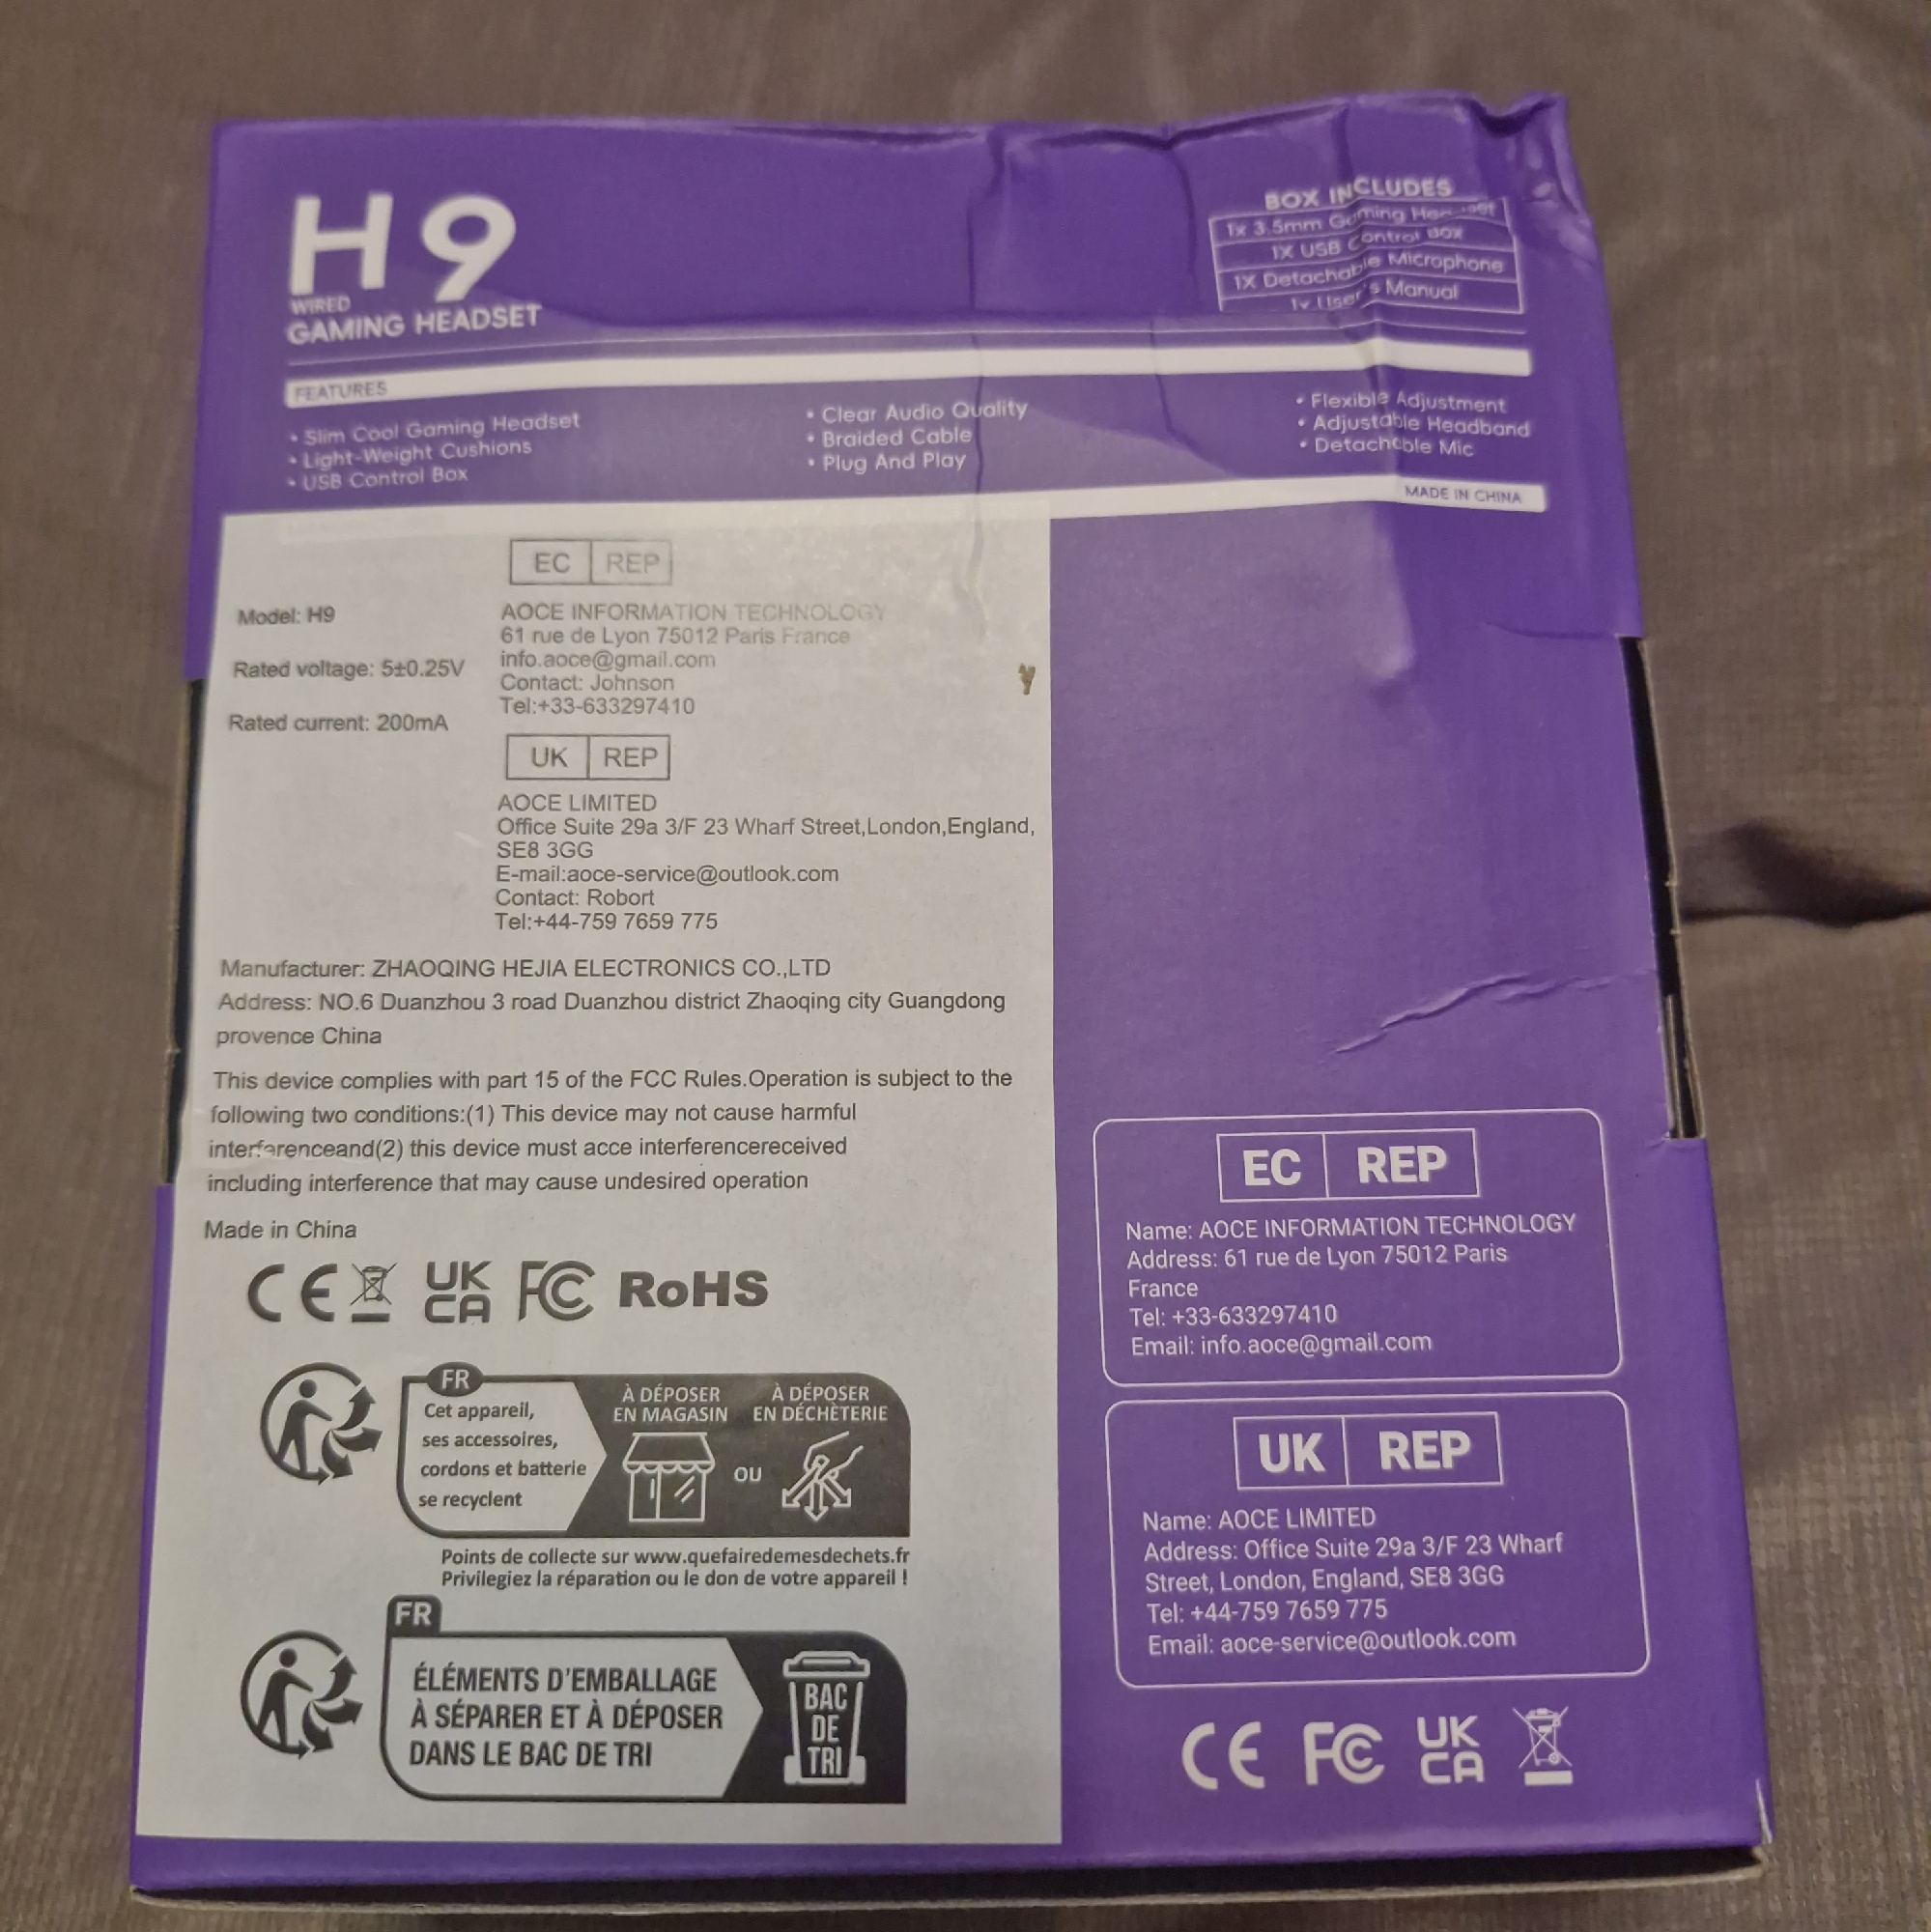 H9
WIRED
GAMING HEADSET
BOX INCLUDES
1x 3.5mm Gaming Headset
1X USB Control Box
1X Detachable Microphone
1x User's Manual
FEATURES
• Slim Cool Gaming Headset
• Light-Weight Cushions
• USB Control Box
• Clear Audio Quality
• Braided Cable
• Plug And Play
• Flexible Adjustment
• Adjustable Headband
• Detachable Mic
MADE IN CHINA
Model: H9
Rated voltage: 5±0.25V
Rated current: 200mA
EC REP
AOCE INFORMATION TECHNOLOGY
61 rue de Lyon 75012 Paris France
info.aoce@gmail.com
Contact: Johnson
Tel:+33-633297410
UK REP
AOCE LIMITED
Office Suite 29a 3/F 23 Wharf Street,London,England,
SE8 3GG
E-mail:aoce-service@outlook.com
Contact: Robort
Tel:+44-759 7659 775
Manufacturer: ZHAOQING HEJIA ELECTRONICS CO.,LTD
Address: NO.6 Duanzhou 3 road Duanzhou district Zhaoqing city Guangdong
provence China
This device complies with part 15 of the FCC Rules.Operation is subject to the
following two conditions:(1) This device may not cause harmful
interferenceand(2) this device must acce interferencereceived
including interference that may cause undesired operation
Made in China
CE UK CA FC RoHS
FR
Cet appareil,
ses accessoires,
cordons et batterie
se recyclent
À DÉPOSER
EN MAGASIN
OU
À DÉPOSER
EN DÉCHÈTERIE
Points de collecte sur www.quefairedemesdechets.fr
Privilegiez la réparation ou le don de votre appareil !
FR
ÉLÉMENTS D'EMBALLAGE
À SÉPARER ET À DÉPOSER
DANS LE BAC DE TRI
BAC
DE
TRI
EC REP
Name: AOCE INFORMATION TECHNOLOGY
Address: 61 rue de Lyon 75012 Paris
France
Tel: +33-633297410
Email: info.aoce@gmail.com
UK REP
Name: AOCE LIMITED
Address: Office Suite 29a 3/F 23 Wharf
Street, London, England, SE8 3GG
Tel: +44-759 7659 775
Email: aoce-service@outlook.com
CE FC UK CA